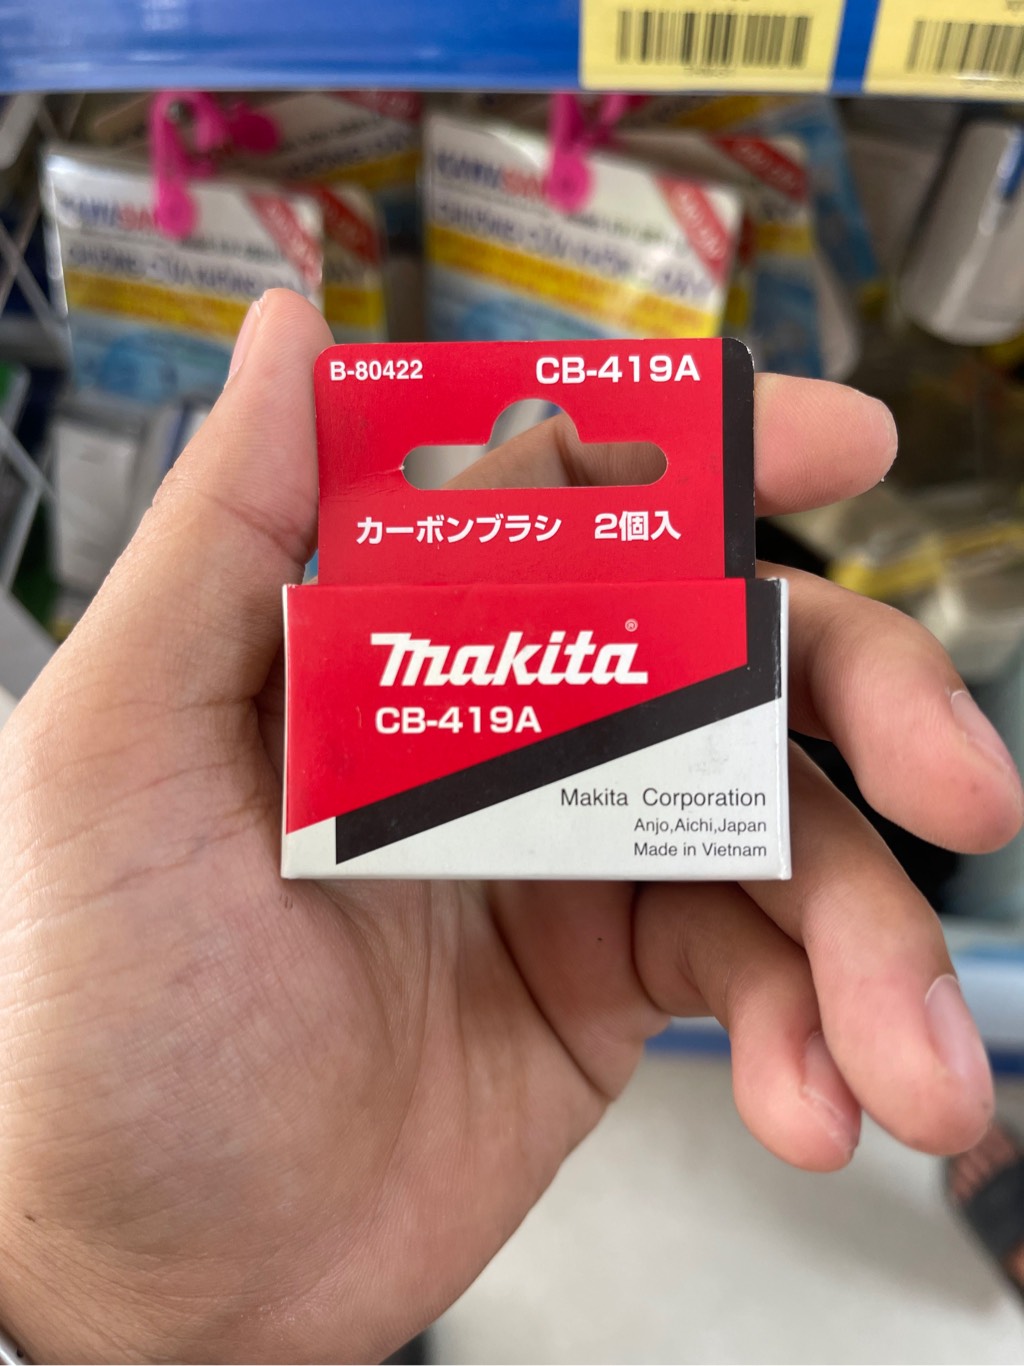 B-80422 CB-419A
カーボンブラシ 2個入
makita®
CB-419A
Makita Corporation
Anjo,Aichi,Japan
Made in Vietnam